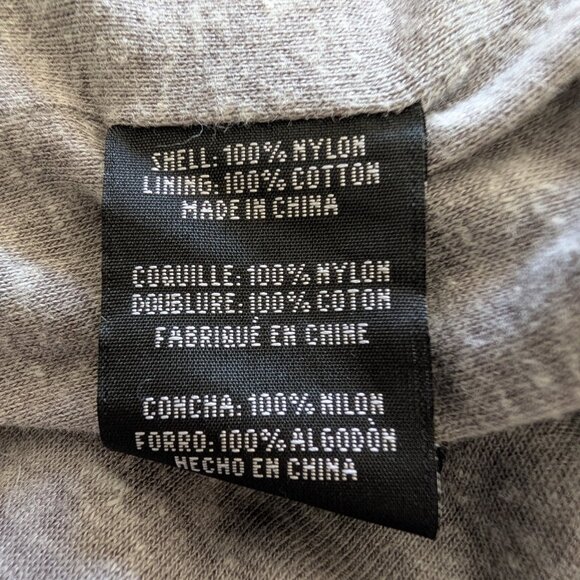 SHELL: 100% NYLON
LINING: 100% COTTON
MADE IN CHINA
COQUILLE: 100% NYLON
DOUBLURE: 100% COTON
FABRIQUÈ EN CHINE
CONCHA: 100% NILON
FORRO: 100% ALGODÒN
HECHO EN CHINA